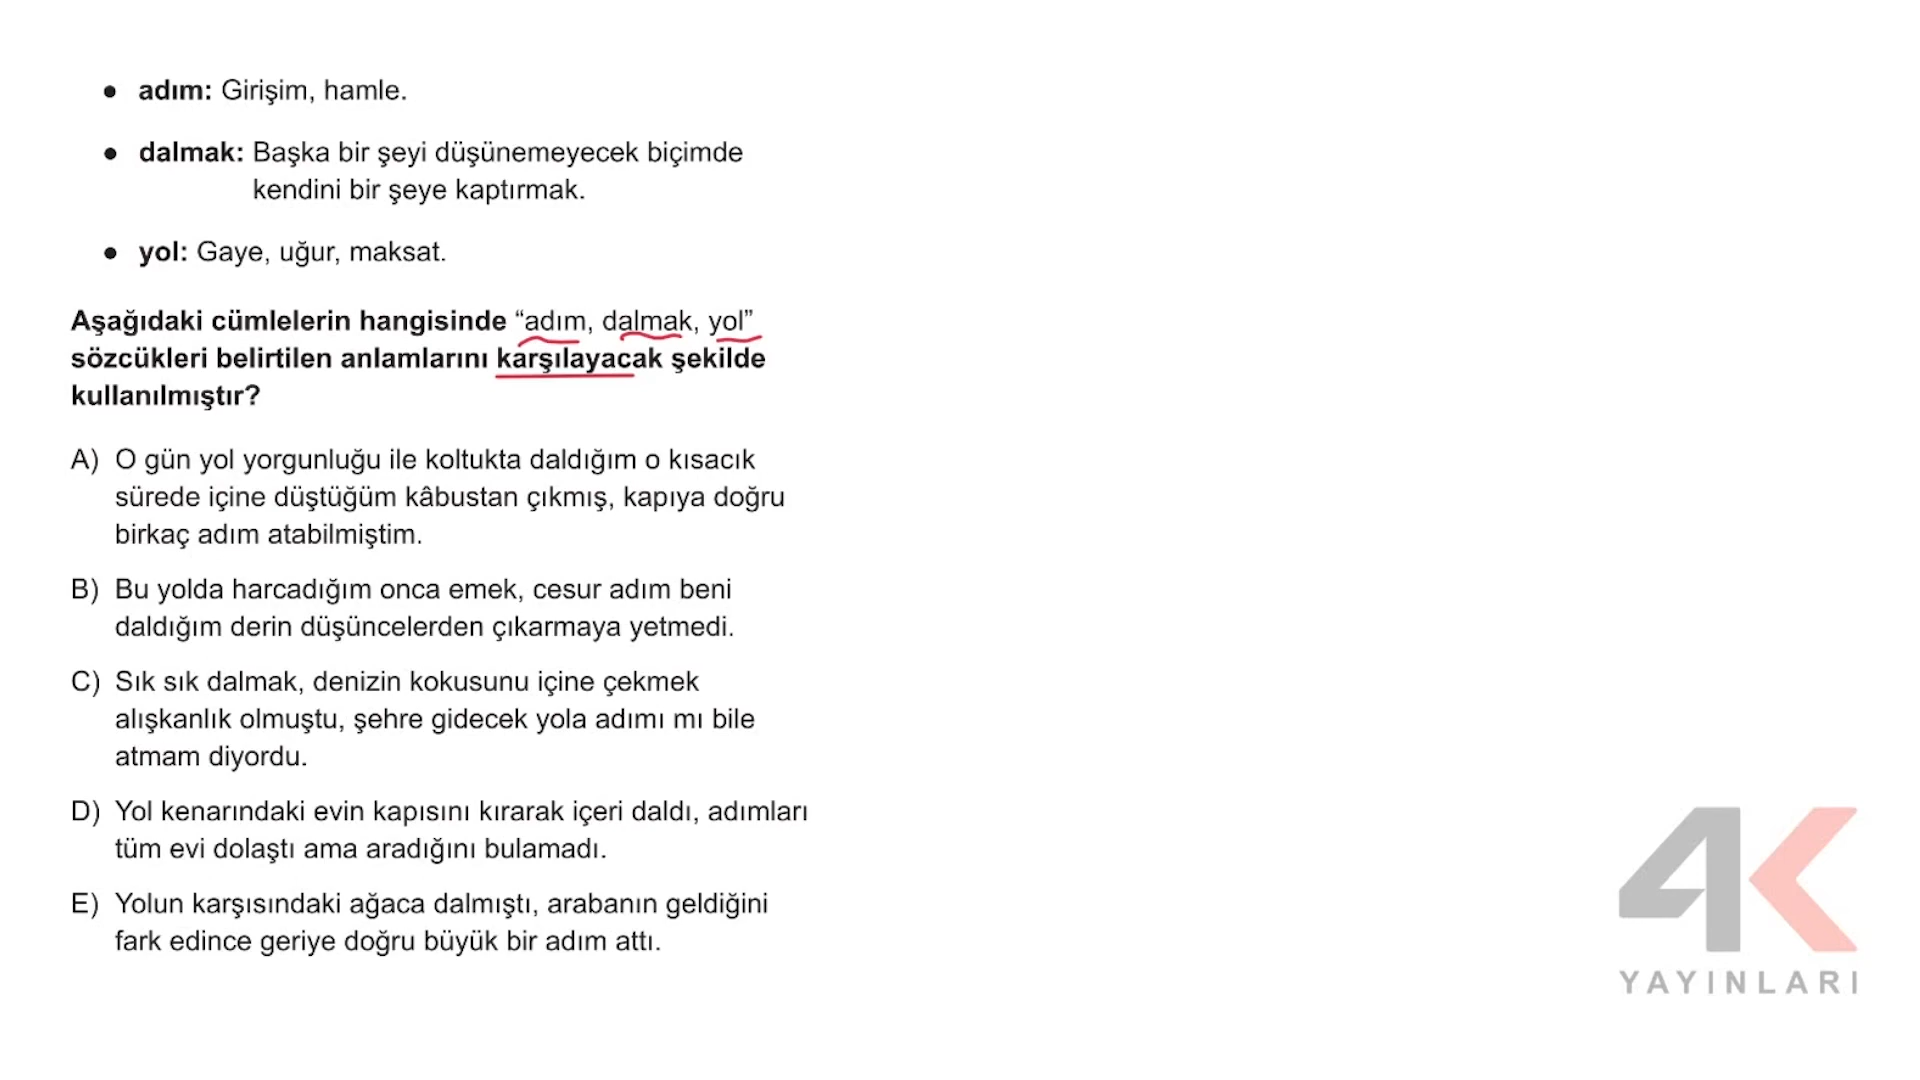 ● adım: Girişim, hamle.
● dalmak: Başka bir şeyi düşünemeyecek biçimde
kendini bir şeye kaptırmak.
● yol: Gaye, uğur, maksat.
Aşağıdaki cümlelerin hangisinde “adım, dalmak, yol”
sözcükleri belirtilen anlamlarını karşılayacak şekilde
kullanılmıştır?
A) O gün yol yorgunluğu ile koltukta daldığım o kısacık
sürede içine düştüğüm kâbustan çıkmış, kapıya doğru
birkaç adım atabilmiştim.
B) Bu yolda harcadığım onca emek, cesur adım beni
daldığım derin düşüncelerden çıkarmaya yetmedi.
C) Sık sık dalmak, denizin kokusunu içine çekmek
alışkanlık olmuştu, şehre gidecek yola adımı mı bile
atmam diyordu.
D) Yol kenarındaki evin kapısını kırarak içeri daldı, adımları
tüm evi dolaştı ama aradığını bulamadı.
E) Yolun karşısındaki ağaca dalmıştı, arabanın geldiğini
fark edince geriye doğru büyük bir adım attı.
4K
YAYINLARI